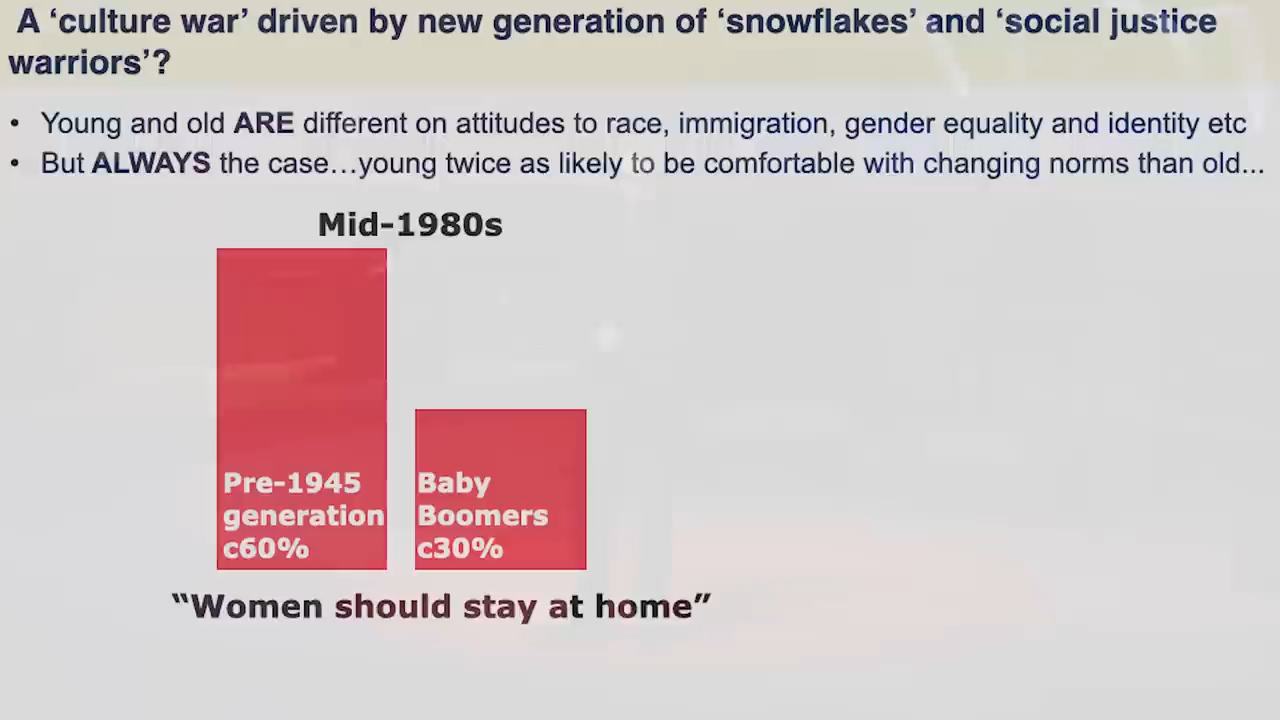 A ‘culture war’ driven by new generation of ‘snowflakes’ and ‘social justice
warriors’?
• Young and old ARE different on attitudes to race, immigration, gender equality and identity etc
• But ALWAYS the case…young twice as likely to be comfortable with changing norms than old...
Mid-1980s
Pre-1945
generation
c60%
Baby
Boomers
c30%
“Women should stay at home”